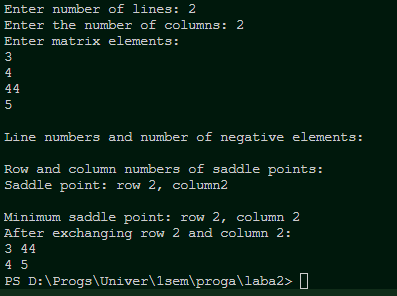 Enter number of lines: 2
Enter the number of columns: 2
Enter matrix elements:
3
4
44
5
Line numbers and number of negative elements:
Row and column numbers of saddle points:
Saddle point: row 2, column2
Minimum saddle point: row 2, column 2
After exchanging row 2 and column 2:
3 44
4 5
PS D:\Progs\Univer\1sem\proga\laba2>